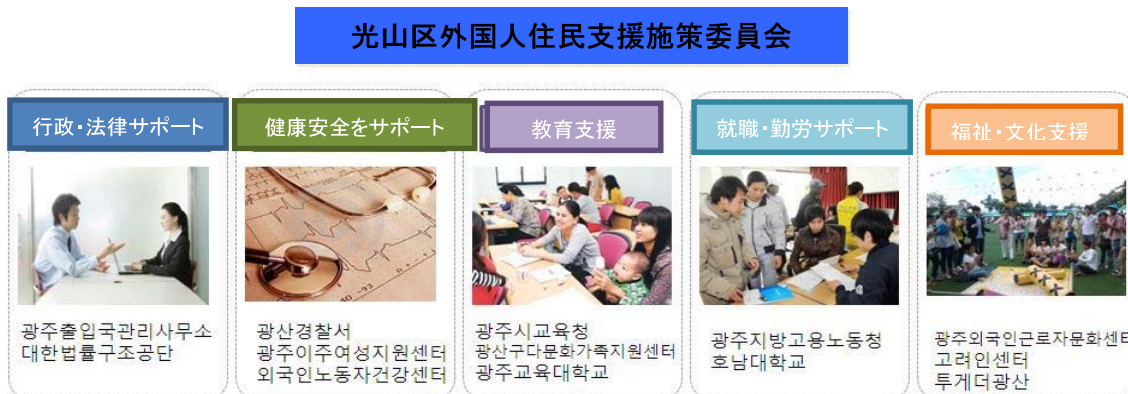 光山区外国人住民支援施策委員会
行政・法律サポート
광주출입국관리사무소
대한법률구조공단
健康安全をサポート
광산경찰서
광주이주여성지원센터
외국인노동자건강센터
教育支援
광주시교육청
광산구다문화가족지원센터
광주교육대학교
就職・勤労サポート
광주지방고용노동청
호남대학교
福祉・文化支援
광주외국인근로자문화센터
고려인센터
투게더광산